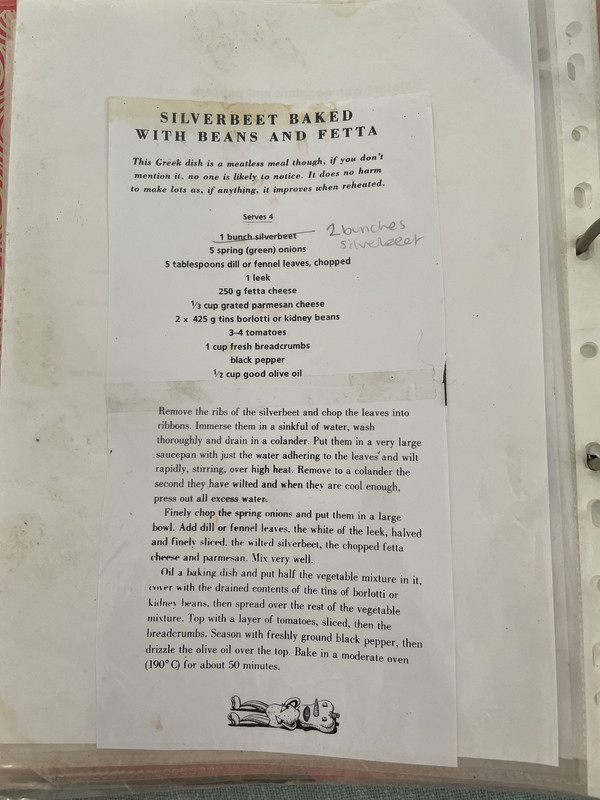 SILVERBEET BAKED
WITH BEANS AND FETTA
This Greek dish is a meatless meal though, if you don't
mention it, no one is likely to notice. It does no harm
to make lots as, if anything, it improves when reheated.
Serves 4
1 bunch silverbeet
2 bunches
silverbeet
5 spring (green) onions
5 tablespoons dill or fennel leaves, chopped
1 leek
250 g fetta cheese
1/3 cup grated parmesan cheese
2 × 425 g tins borlotti or kidney beans
3–4 tomatoes
1 cup fresh breadcrumbs
black pepper
1/2 cup good olive oil
Remove the ribs of the silverbeet and chop the leaves into
ribbons. Immerse them in a sinkful of water, wash
thoroughly and drain in a colander. Put them in a very large
saucepan with just the water adhering to the leaves and wilt
rapidly, stirring, over high heat. Remove to a colander the
second they have wilted and when they are cool enough,
press out all excess water.
Finely chop the spring onions and put them in a large
bowl. Add dill or fennel leaves, the white of the leek, halved
and finely sliced, the wilted silverbeet, the chopped fetta
cheese and parmesan. Mix very well.
Oil a baking dish and put half the vegetable mixture in it,
cover with the drained contents of the tins of borlotti or
kidney beans, then spread over the rest of the vegetable
mixture. Top with a layer of tomatoes, sliced, then the
breadcrumbs. Season with freshly ground black pepper, then
drizzle the olive oil over the top. Bake in a moderate oven
(190°C) for about 50 minutes.